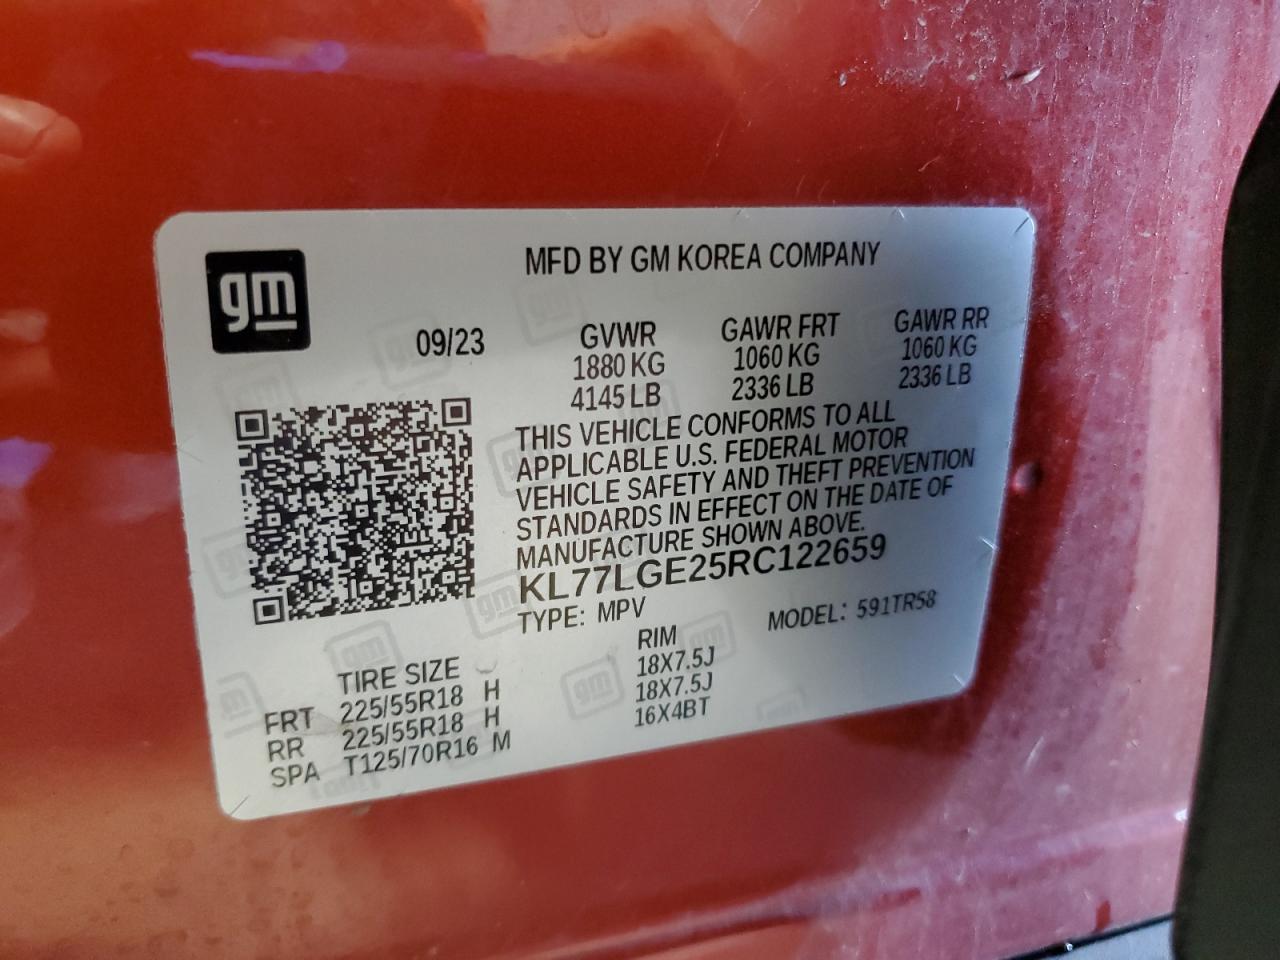 gm
MFD BY GM KOREA COMPANY
09/23
GVWR GAWR FRT GAWR RR
1880 KG 1060 KG 1060 KG
4145 LB 2336 LB 2336 LB
THIS VEHICLE CONFORMS TO ALL
APPLICABLE U.S. FEDERAL MOTOR
VEHICLE SAFETY AND THEFT PREVENTION
STANDARDS IN EFFECT ON THE DATE OF
MANUFACTURE SHOWN ABOVE.
KL77LGE25RC122659
TYPE: MPV MODEL: 591TR58
TIRE SIZE RIM
FRT 225/55R18 H 18X7.5J
RR 225/55R18 H 18X7.5J
SPA T125/70R16 M 16X4BT